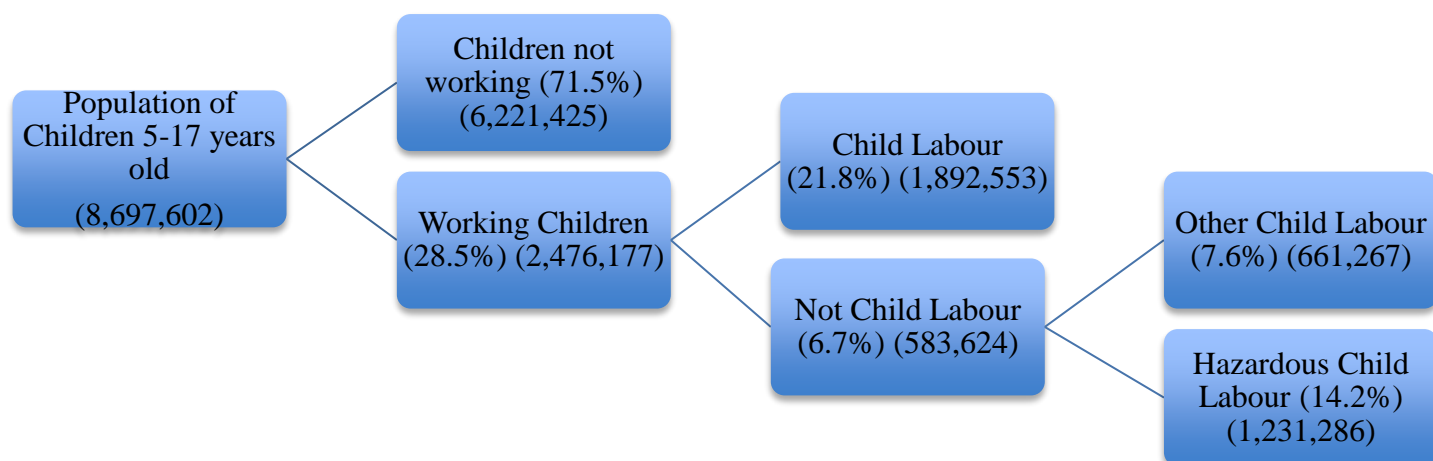 Population of
Children 5-17 years
old
(8,697,602)
Children not
working (71.5%)
(6,221,425)
Working Children
(28.5%) (2,476,177)
Child Labour
(21.8%) (1,892,553)
Not Child Labour
(6.7%) (583,624)
Other Child Labour
(7.6%) (661,267)
Hazardous Child
Labour (14.2%)
(1,231,286)